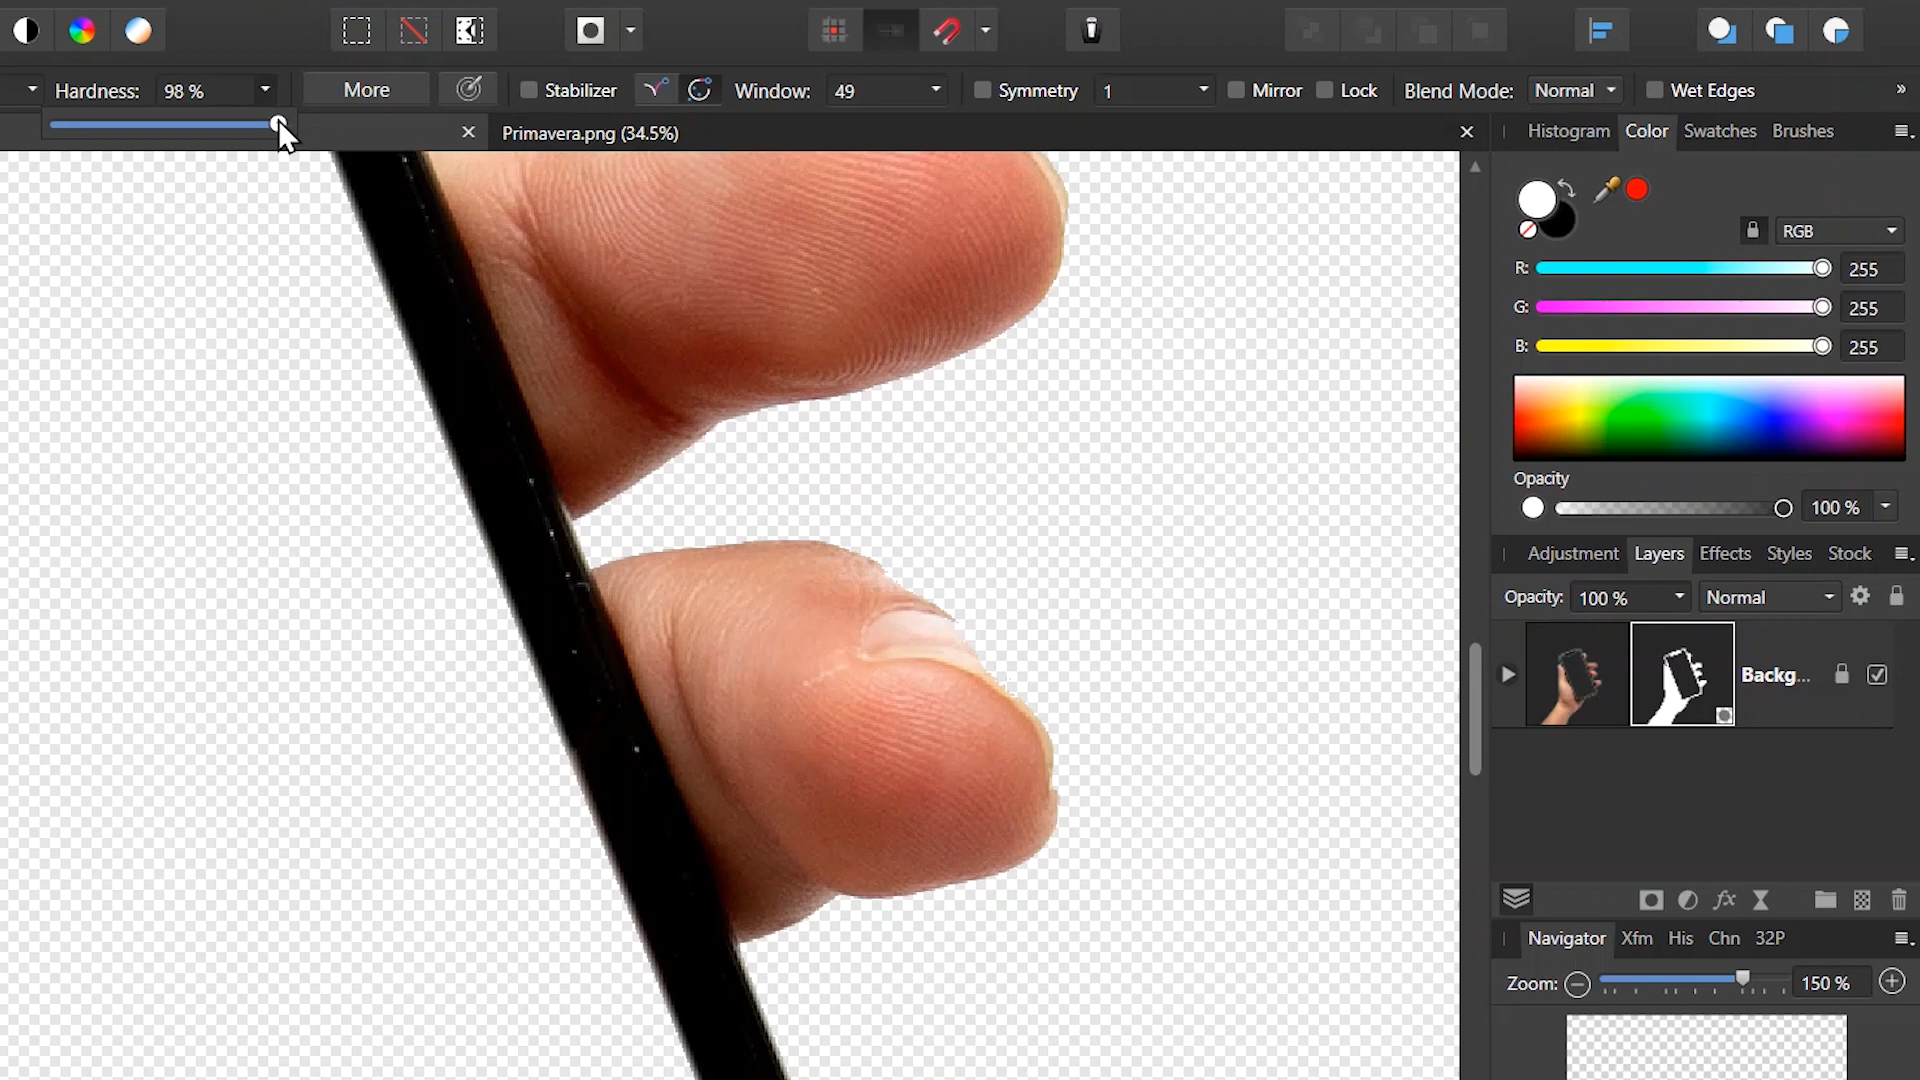 Hardness: 98 % More Stabilizer Window: 49 Symmetry 1 Mirror Lock Blend Mode: Normal Wet Edges »
Primavera.png (34.5%)
Histogram Color Swatches Brushes
RGB
R: 255
G: 255
B: 255
Opacity
100 %
Adjustment Layers Effects Styles Stock
Opacity: 100 % Normal
Backg...
fx
Navigator Xfm His Chn 32P
Zoom: 150 %